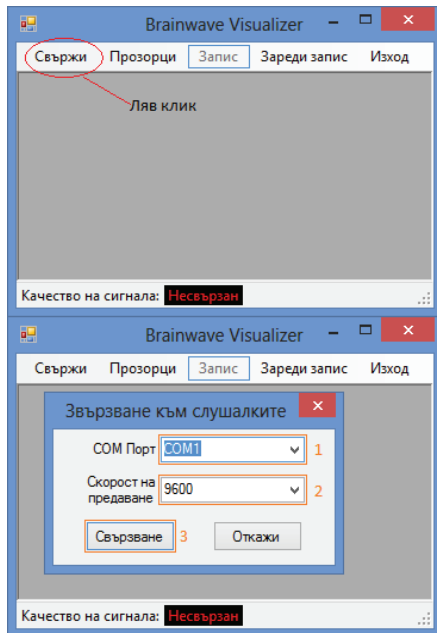 Brainwave Visualizer
Свържи Прозорци Запис Зареди запис Изход
Ляв клик
Качество на сигнала: Несвързан
Brainwave Visualizer
Свържи Прозорци Запис Зареди запис Изход
Звързване към слушалките
COM Порт COM1 1
Скорост на
предаване 9600 2
Свързване 3 Откажи
Качество на сигнала: Несвързан